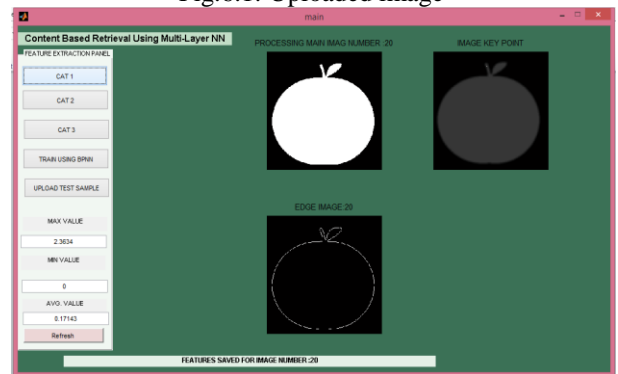 Fig.6.1. Uploaded image
main
Content Based Retrieval Using Multi-Layer NN
FEATURE EXTRACTION PANEL
CAT 1
CAT 2
CAT 3
TRAIN USING BPNN
UPLOAD TEST SAMPLE
MAX VALUE
2.3634
MIN VALUE
0
AVG. VALUE
0.17143
Refresh
PROCESSING MAIN IMAG NUMBER :20
IMAGE KEY POINT
EDGE IMAGE:20
FEATURES SAVED FOR IMAGE NUMBER :20